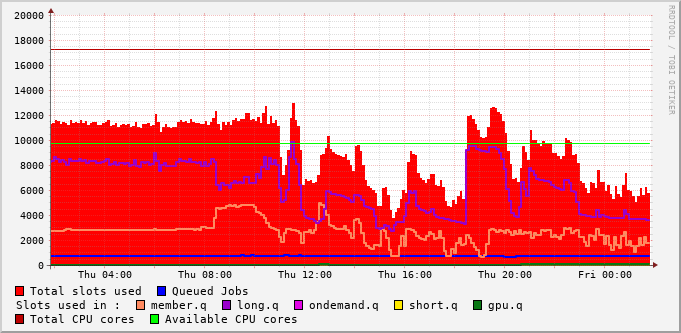 RRDTOOL / TOBI OETIKER
20000
18000
16000
14000
12000
10000
8000
6000
4000
2000
0
Thu 04:00 Thu 08:00 Thu 12:00 Thu 16:00 Thu 20:00 Fri 00:00
Total slots used Queued Jobs
Slots used in : member.q long.q ondemand.q short.q gpu.q
Total CPU cores Available CPU cores